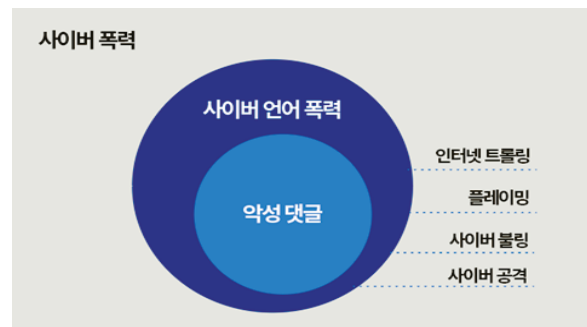 사이버 폭력
사이버 언어 폭력
악성 댓글
인터넷 트롤링
플레이밍
사이버 불링
사이버 공격